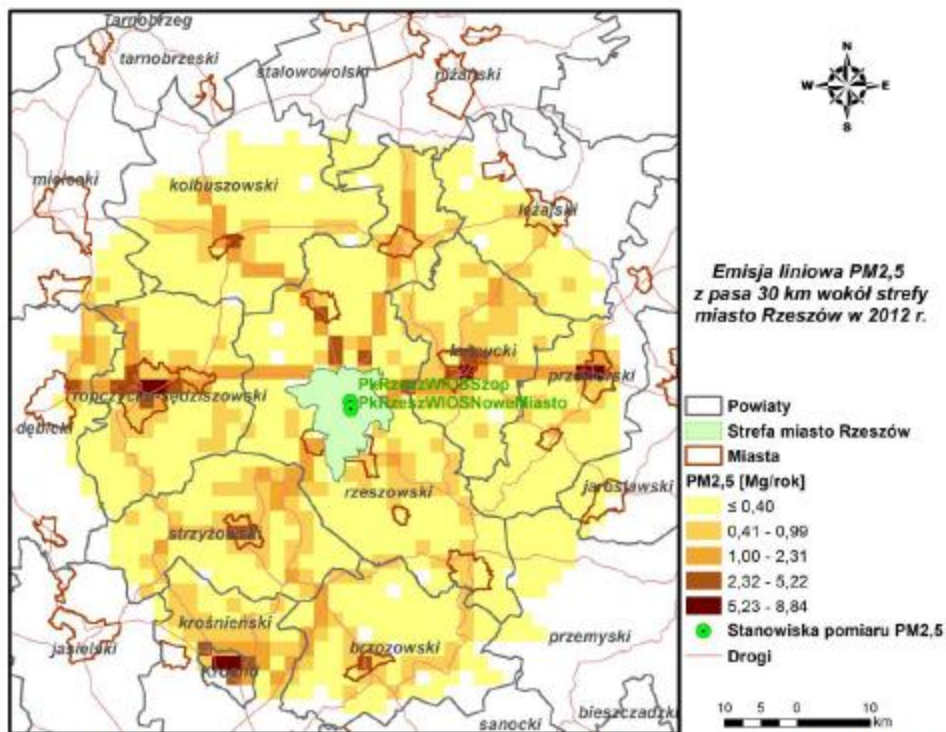 Tarnobrzeg
tarnobrzeski
stalowowolski
niżański
mielecki
kolbuszowski
leżajski
łańcucki
przeworski
PkRzeszWIOSSzop
PkRzeszWIOSNoweMiasto
ropczycko-sędziszowski
dębicki
rzeszowski
jarosławski
strzyżowski
krośnieński
przemyski
jasielski
Krosno
brzozowski
bieszczadzki
sanocki
N
W E
S
Emisja liniowa PM2,5
z pasa 30 km wokół strefy
miasto Rzeszów w 2012 r.
Powiaty
Strefa miasto Rzeszów
Miasta
PM2,5 [Mg/rok]
≤ 0,40
0,41 - 0,99
1,00 - 2,31
2,32 - 5,22
5,23 - 8,84
Stanowiska pomiaru PM2,5
Drogi
10 5 0 10
km